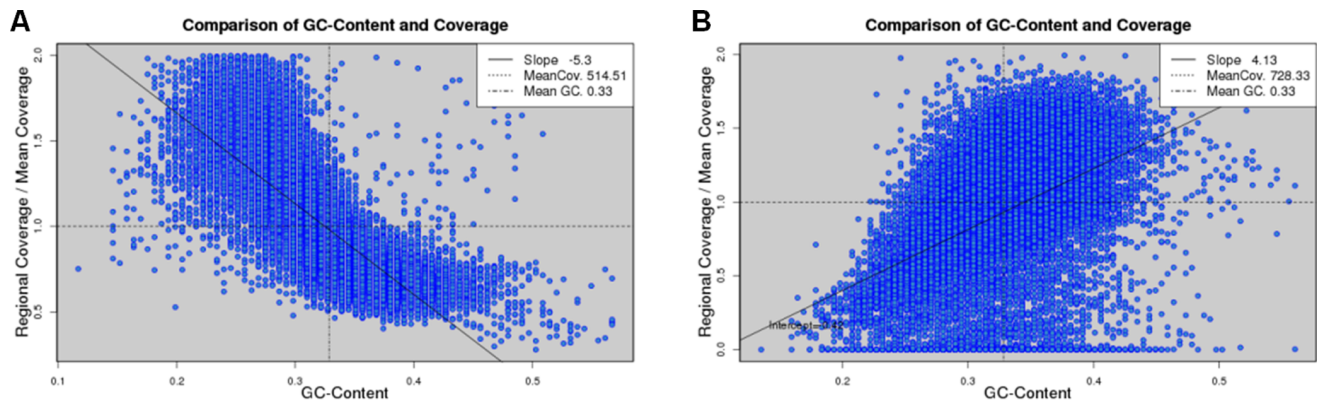 A
Comparison of GC-Content and Coverage
Slope -5.3
MeanCov. 514.51
Mean GC. 0.33
Regional Coverage / Mean Coverage
2.0
1.5
1.0
0.5
0.1 0.2 0.3 0.4 0.5
GC-Content
B
Comparison of GC-Content and Coverage
Slope 4.13
MeanCov. 728.33
Mean GC. 0.33
Regional Coverage / Mean Coverage
2.0
1.5
1.0
0.5
0.0
0.2 0.3 0.4 0.5
GC-Content